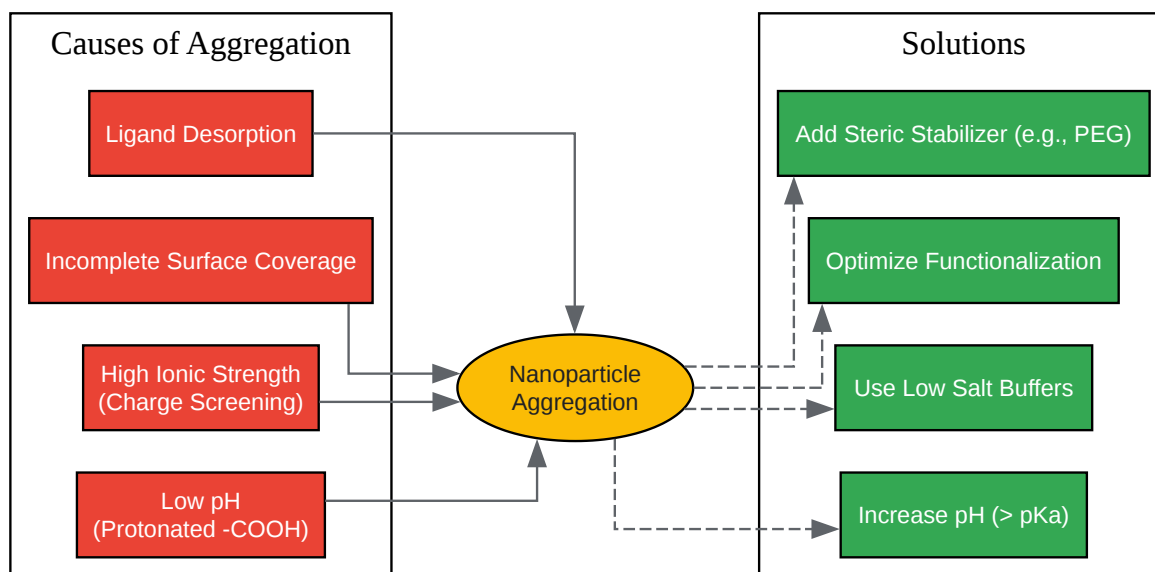 Causes of Aggregation
Ligand Desorption
Incomplete Surface Coverage
High Ionic Strength
(Charge Screening)
Low pH
(Protonated -COOH)
Nanoparticle
Aggregation
Solutions
Add Steric Stabilizer (e.g., PEG)
Optimize Functionalization
Use Low Salt Buffers
Increase pH (> pKa)